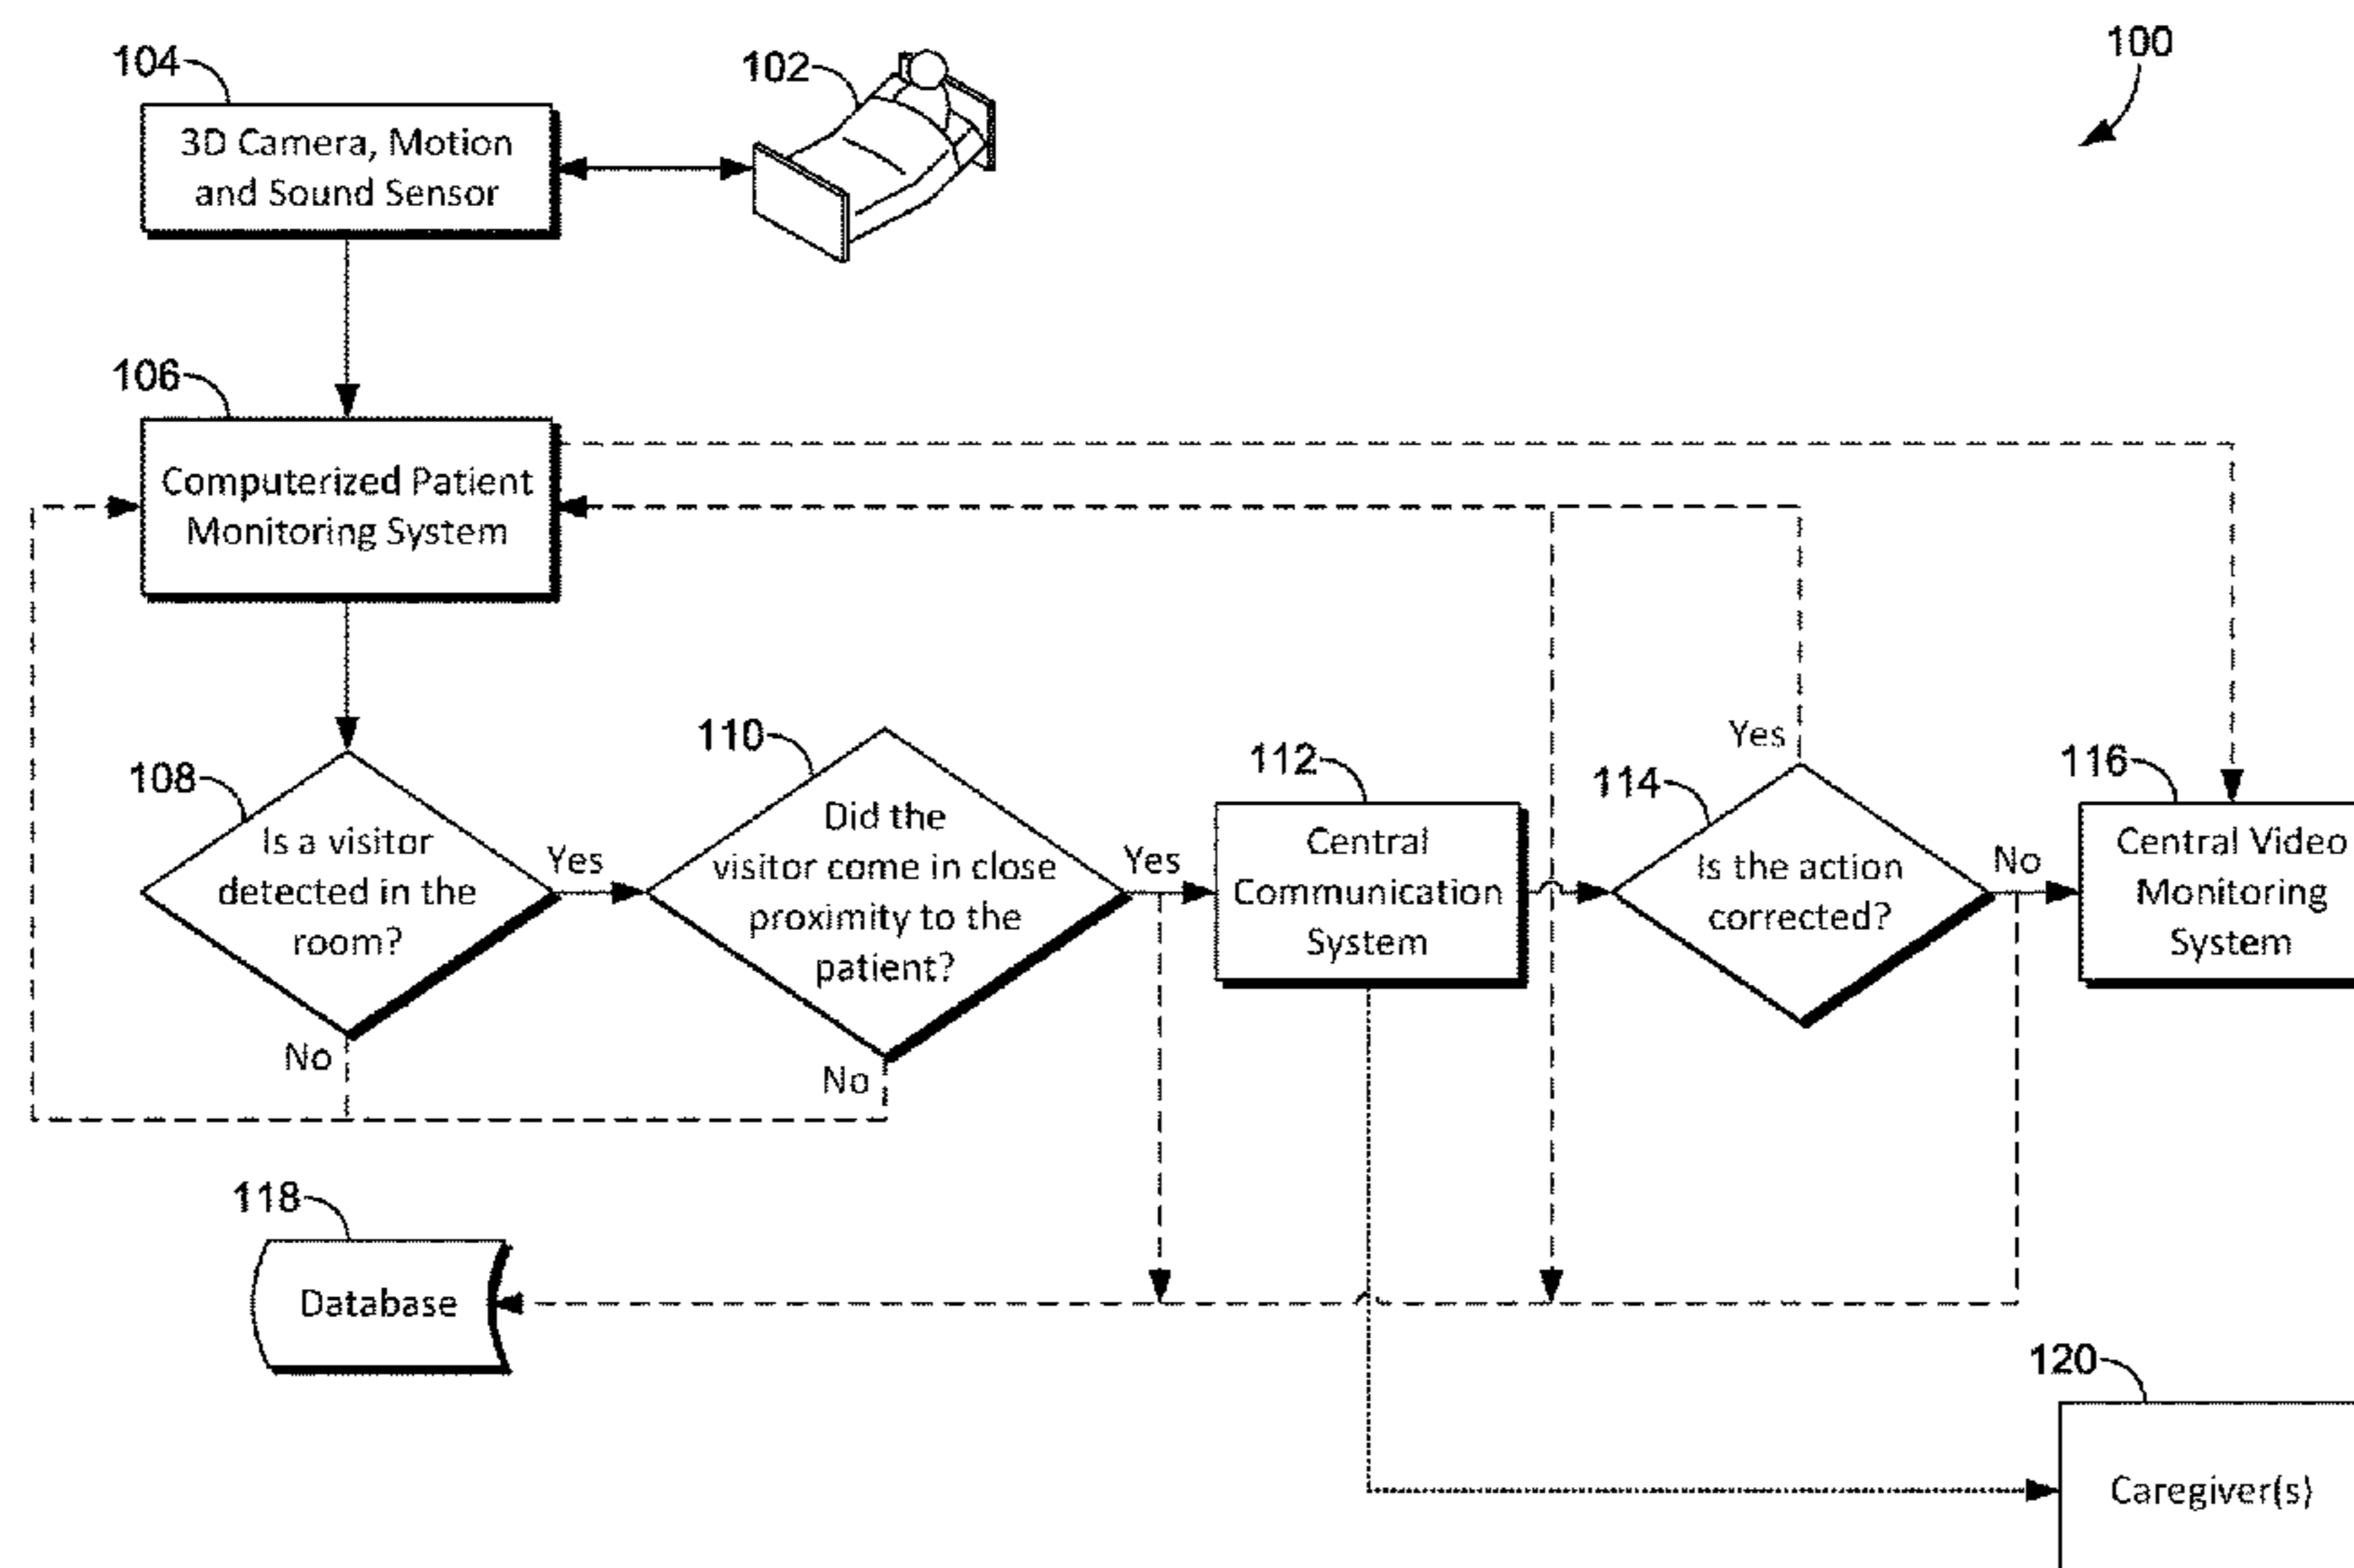 100
104
102
3D Camera, Motion
and Sound Sensor
106
Computerized Patient
Monitoring System
108
Is a visitor
detected in the
room?
Yes
No
110
Did the
visitor come in close
proximity to the
patient?
Yes
No
112
Central
Communication
System
114
Is the action
corrected?
Yes
No
116
Central Video
Monitoring
System
118
Database
120
Caregiver(s)